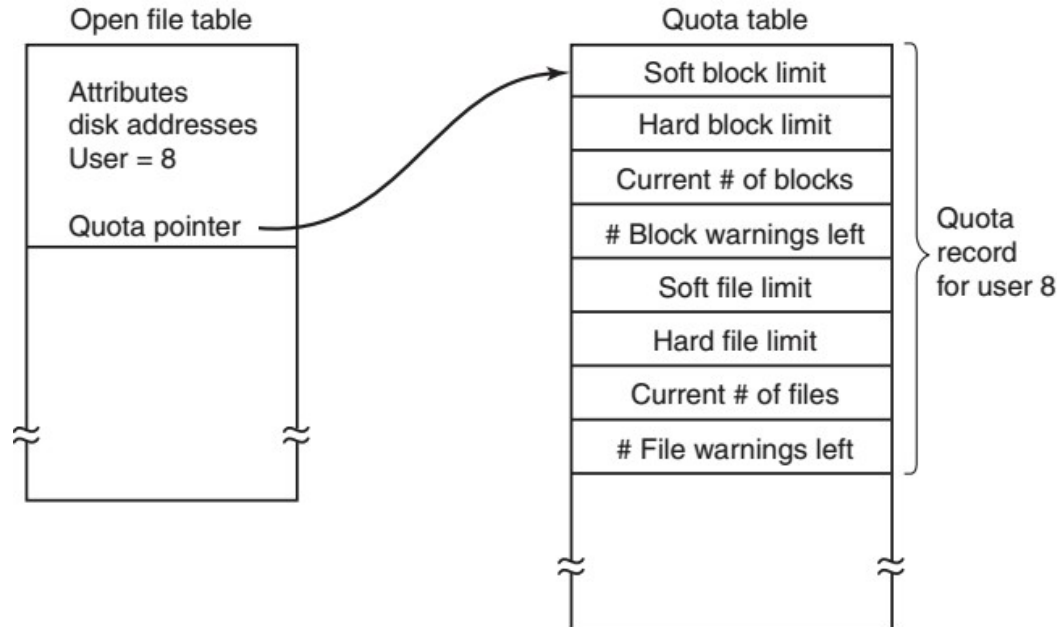 Open file table
Attributes
disk addresses
User = 8
Quota pointer
Quota table
Soft block limit
Hard block limit
Current # of blocks
# Block warnings left
Soft file limit
Hard file limit
Current # of files
# File warnings left
Quota
record
for user 8